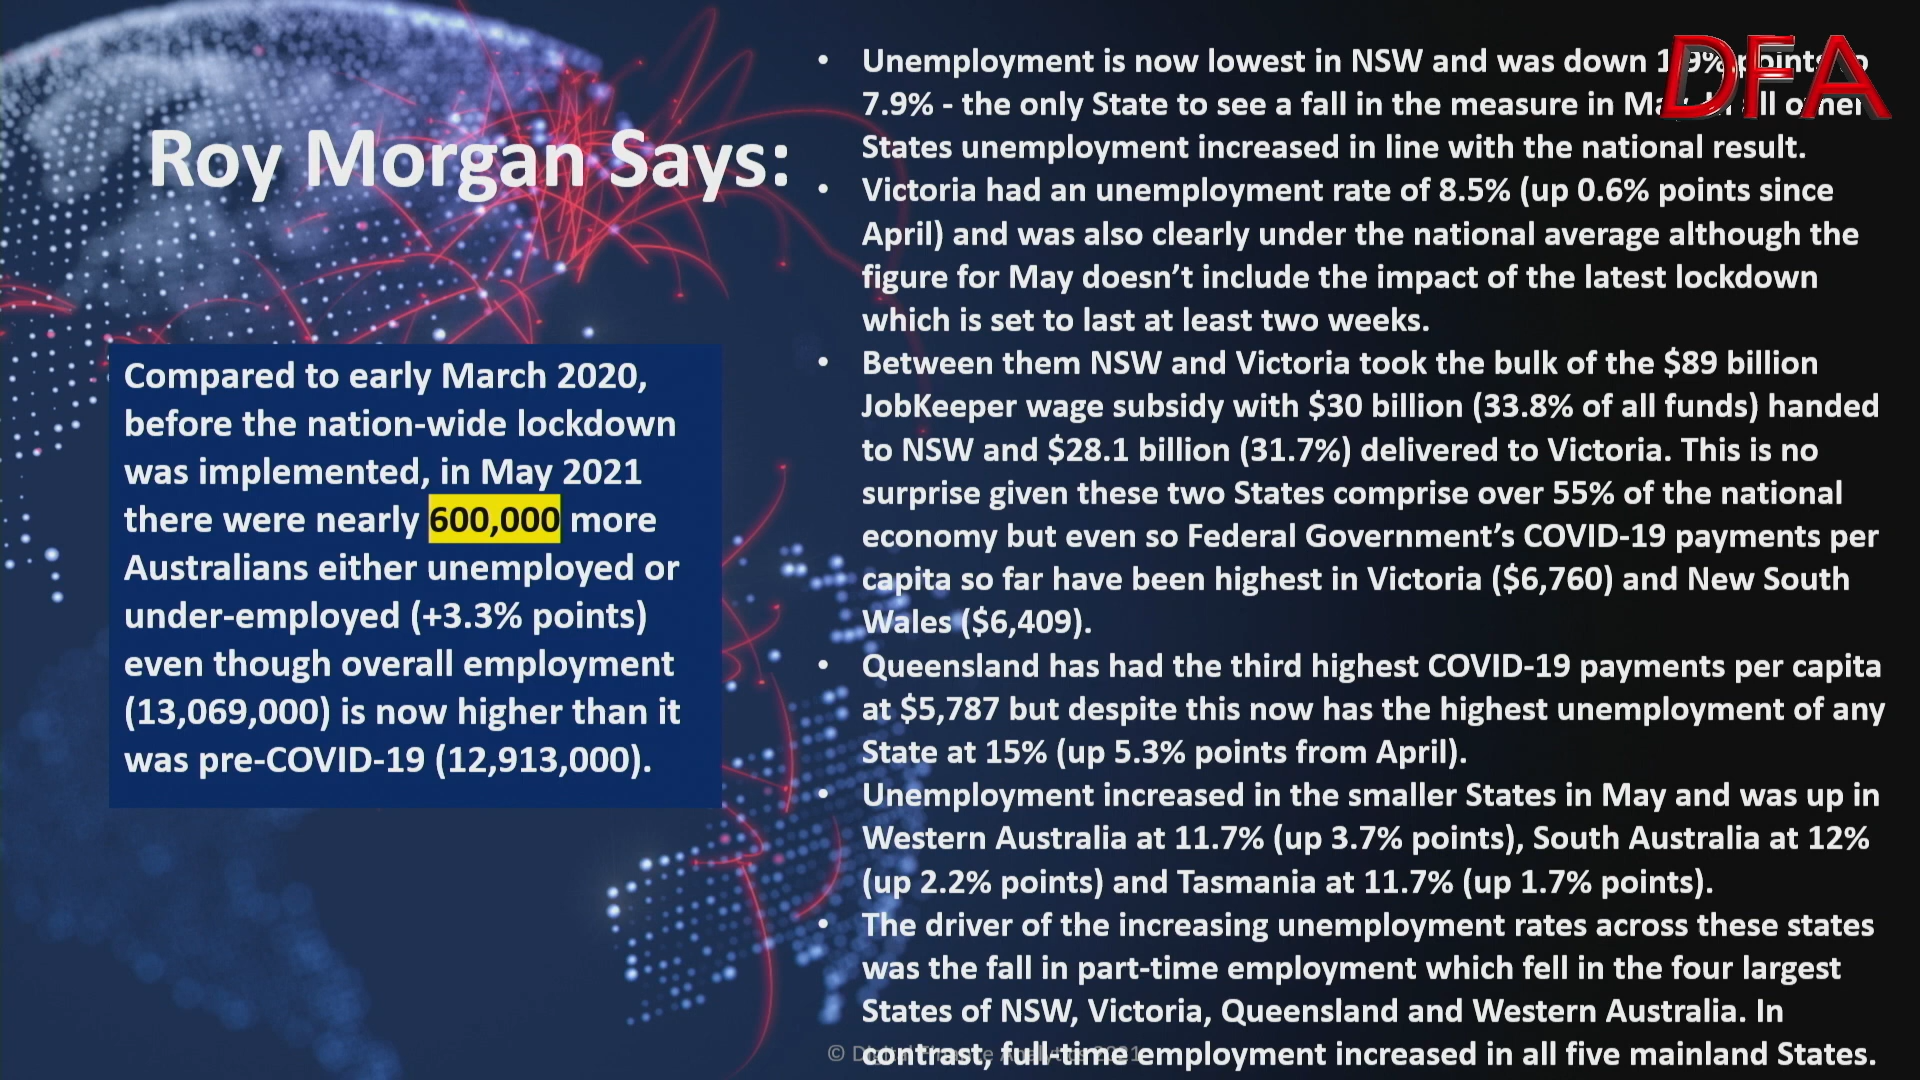 Roy Morgan Says:
Compared to early March 2020,
before the nation-wide lockdown
was implemented, in May 2021
there were nearly 600,000 more
Australians either unemployed or
under-employed (+3.3% points)
even though overall employment
(13,069,000) is now higher than it
was pre-COVID-19 (12,913,000).
DFA
• Unemployment is now lowest in NSW and was down 1.9% points to
7.9% - the only State to see a fall in the measure in May. In all other
States unemployment increased in line with the national result.
• Victoria had an unemployment rate of 8.5% (up 0.6% points since
April) and was also clearly under the national average although the
figure for May doesn’t include the impact of the latest lockdown
which is set to last at least two weeks.
• Between them NSW and Victoria took the bulk of the $89 billion
JobKeeper wage subsidy with $30 billion (33.8% of all funds) handed
to NSW and $28.1 billion (31.7%) delivered to Victoria. This is no
surprise given these two States comprise over 55% of the national
economy but even so Federal Government’s COVID-19 payments per
capita so far have been highest in Victoria ($6,760) and New South
Wales ($6,409).
• Queensland has had the third highest COVID-19 payments per capita
at $5,787 but despite this now has the highest unemployment of any
State at 15% (up 5.3% points from April).
• Unemployment increased in the smaller States in May and was up in
Western Australia at 11.7% (up 3.7% points), South Australia at 12%
(up 2.2% points) and Tasmania at 11.7% (up 1.7% points).
• The driver of the increasing unemployment rates across these states
was the fall in part-time employment which fell in the four largest
States of NSW, Victoria, Queensland and Western Australia. In
contrast, full-time employment increased in all five mainland States.
© Digital Finance Analytics 2021